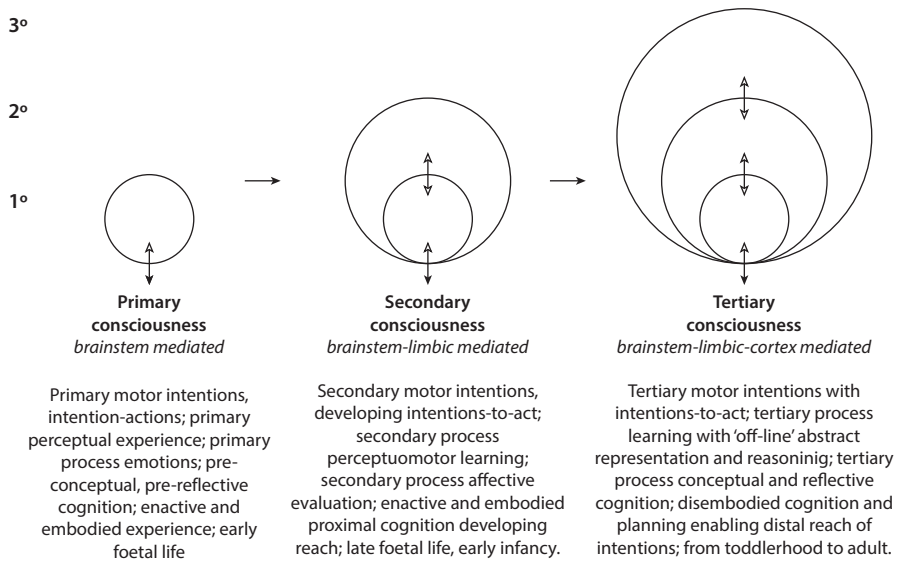 3º
2º
1º
Primary
consciousness
brainstem mediated
Primary motor intentions,
intention-actions; primary
perceptual experience; primary
process emotions; pre-
conceptual, pre-reflective
cognition; enactive and
embodied experience; early
foetal life
Secondary
consciousness
brainstem-limbic mediated
Secondary motor intentions,
developing intentions-to-act;
secondary process
perceptuomotor learning;
secondary process affective
evaluation; enactive and embodied
proximal cognition developing
reach; late foetal life, early infancy.
Tertiary
consciousness
brainstem-limbic-cortex mediated
Tertiary motor intentions with
intentions-to-act; tertiary process
learning with ‘off-line’ abstract
representation and reasoninig; tertiary
process conceptual and reflective
cognition; disembodied cognition and
planning enabling distal reach of
intentions; from toddlerhood to adult.